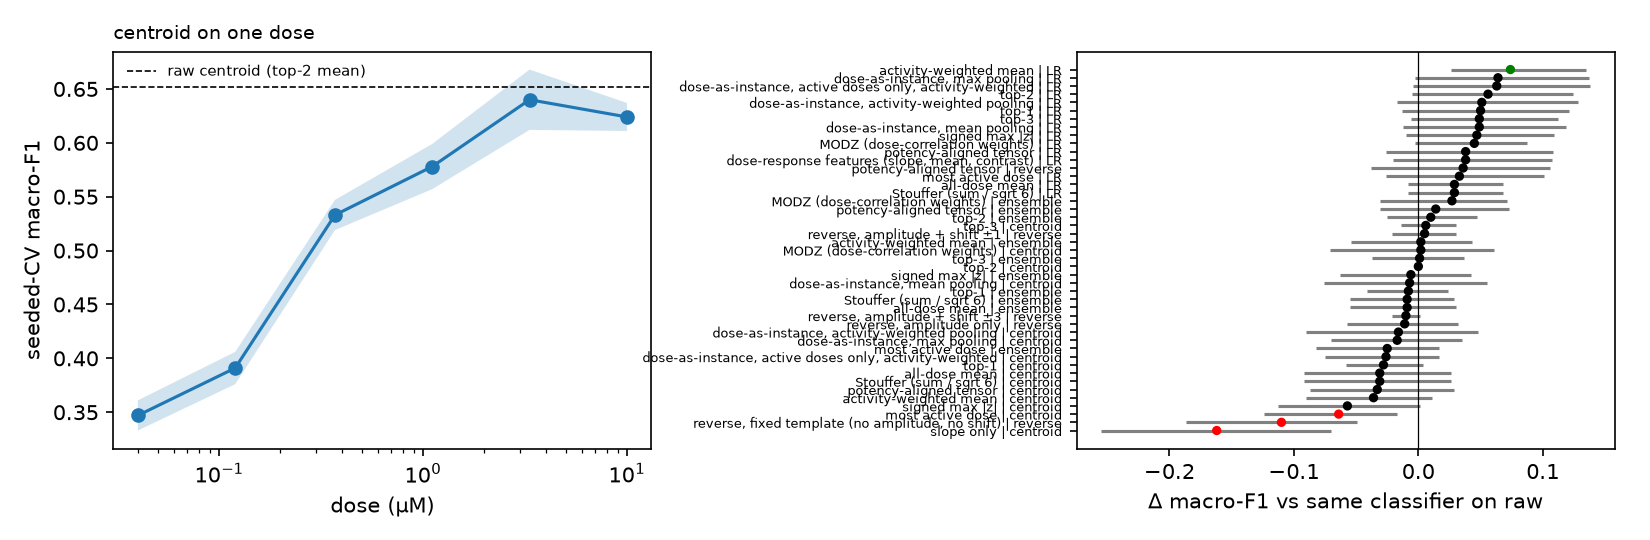 centroid on one dose
raw centroid (top-2 mean)
seeded-CV macro-F1
0.65
0.60
0.55
0.50
0.45
0.40
0.35
10⁻¹
10⁰
10¹
dose (μM)
activity-weighted mean | LR
dose-as-instance, max pooling | LR
dose-as-instance, active doses only, activity-weighted | LR
top-2 | LR
dose-as-instance, activity-weighted pooling | LR
top-1 | LR
top-3 | LR
dose-as-instance, mean pooling | LR
signed max |z| | LR
MODZ (dose-correlation weights) | LR
potency-aligned tensor | LR
dose-response features (slope, mean, contrast) | LR
potency-aligned tensor | reverse
most active dose | LR
all-dose mean | LR
Stouffer (sum / sqrt 6) | LR
MODZ (dose-correlation weights) | ensemble
potency-aligned tensor | ensemble
top-2 | ensemble
top-3 | centroid
reverse, amplitude + shift ±1 | reverse
activity-weighted mean | ensemble
MODZ (dose-correlation weights) | centroid
top-3 | ensemble
top-2 | centroid
signed max |z| | ensemble
dose-as-instance, mean pooling | centroid
top-1 | ensemble
Stouffer (sum / sqrt 6) | ensemble
all-dose mean | ensemble
reverse, amplitude + shift ±3 | reverse
reverse, amplitude only | reverse
dose-as-instance, activity-weighted pooling | centroid
dose-as-instance, max pooling | centroid
most active dose | ensemble
dose-as-instance, active doses only, activity-weighted | centroid
top-1 | centroid
all-dose mean | centroid
Stouffer (sum / sqrt 6) | centroid
potency-aligned tensor | centroid
activity-weighted mean | centroid
signed max |z| | centroid
most active dose | centroid
reverse, fixed template (no amplitude, no shift) | reverse
slope only | centroid
−0.2
−0.1
0.0
0.1
Δ macro-F1 vs same classifier on raw